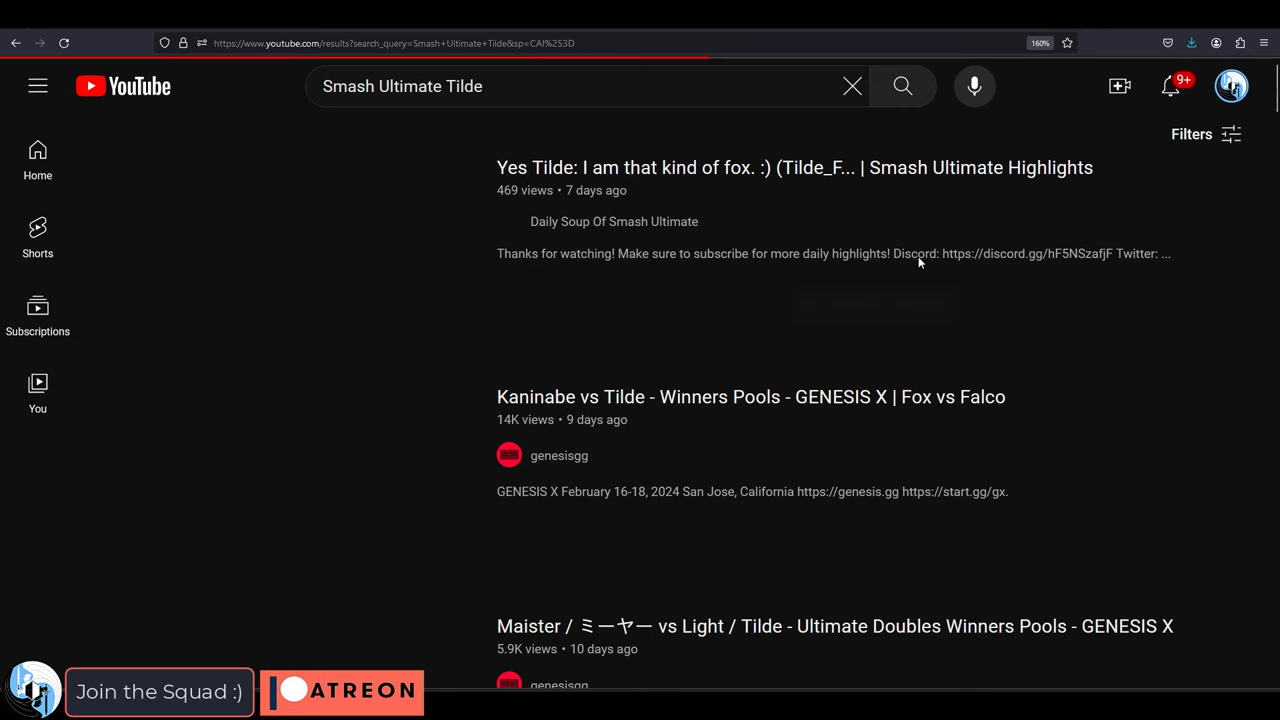 https://www.youtube.com/results?search_query=Smash+Ultimate+Tilde&sp=CAI%253D
160%
YouTube
Smash Ultimate Tilde
9+
Filters
Home
Shorts
Subscriptions
You
Yes Tilde: I am that kind of fox. :) (Tilde_F... | Smash Ultimate Highlights
469 views • 7 days ago
Daily Soup Of Smash Ultimate
Thanks for watching! Make sure to subscribe for more daily highlights! Discord: https://discord.gg/hF5NSzafjF Twitter: ...
Kaninabe vs Tilde - Winners Pools - GENESIS X | Fox vs Falco
14K views • 9 days ago
genesisgg
GENESIS X February 16-18, 2024 San Jose, California https://genesis.gg https://start.gg/gx.
Maister / ミーヤー vs Light / Tilde - Ultimate Doubles Winners Pools - GENESIS X
5.9K views • 10 days ago
genesisgg
Join the Squad :)
PATREON